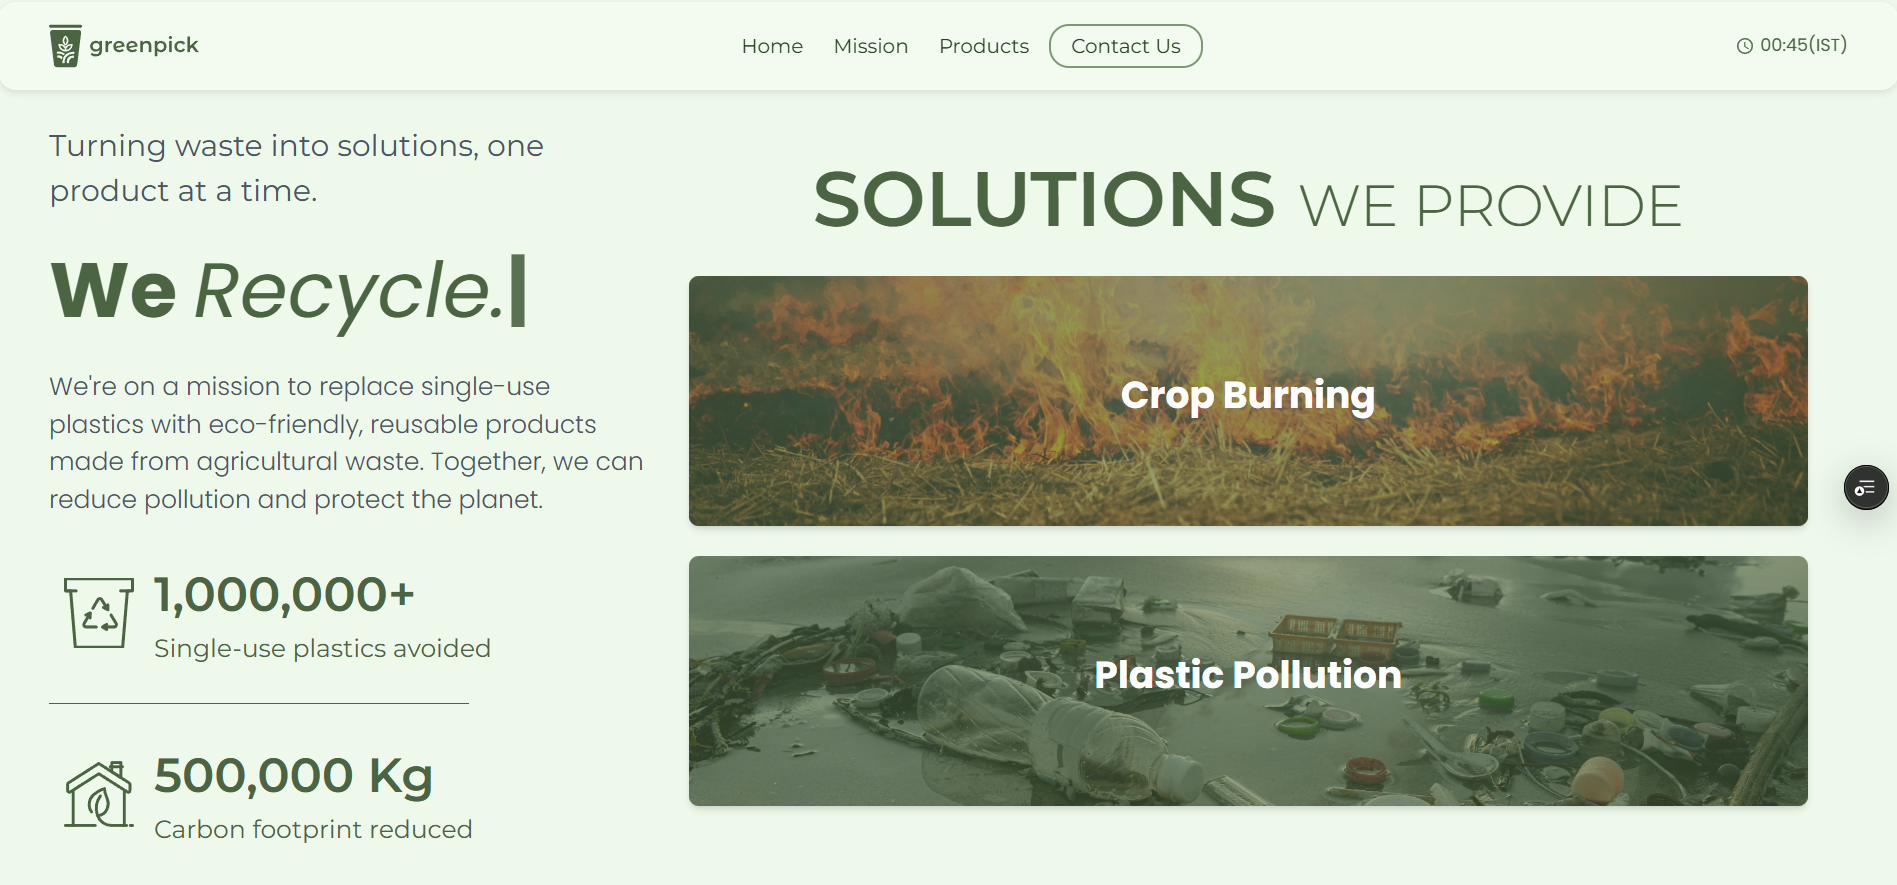 greenpick
Home
Mission
Products
Contact Us
00:45(IST)
Turning waste into solutions, one
product at a time.
We Recycle.
We're on a mission to replace single-use
plastics with eco-friendly, reusable products
made from agricultural waste. Together, we can
reduce pollution and protect the planet.
1,000,000+
Single-use plastics avoided
500,000 Kg
Carbon footprint reduced
SOLUTIONS WE PROVIDE
Crop Burning
Plastic Pollution